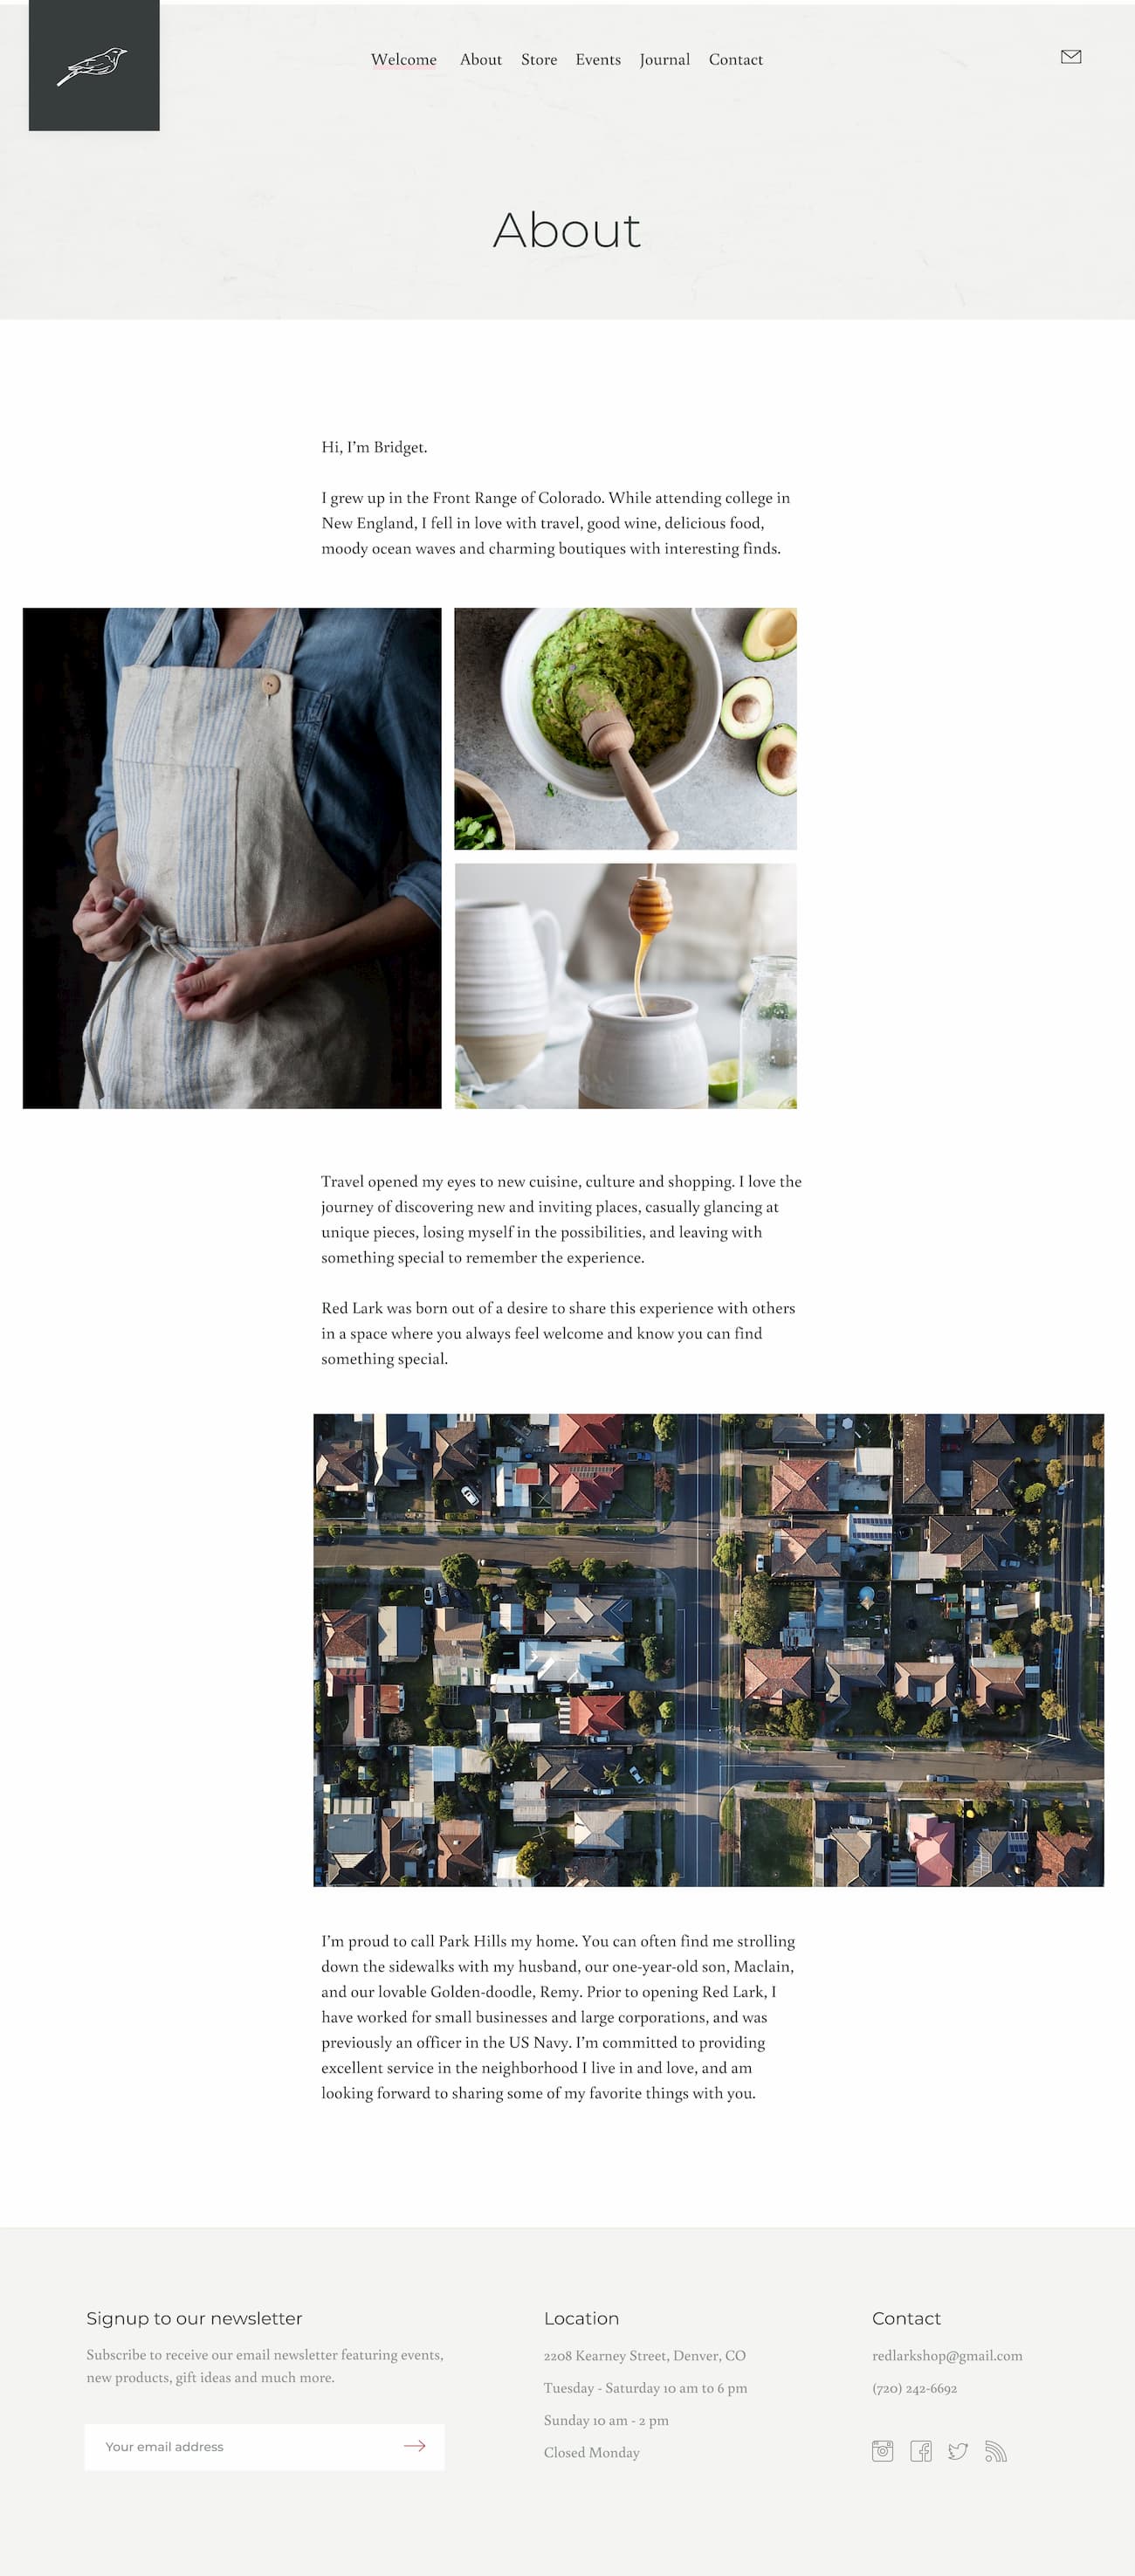 Welcome About Store Events Journal Contact
About
Hi, I’m Bridget.
I grew up in the Front Range of Colorado. While attending college in
New England, I fell in love with travel, good wine, delicious food,
moody ocean waves and charming boutiques with interesting finds.
Travel opened my eyes to new cuisine, culture and shopping. I love the
journey of discovering new and inviting places, casually glancing at
unique pieces, losing myself in the possibilities, and leaving with
something special to remember the experience.
Red Lark was born out of a desire to share this experience with others
in a space where you always feel welcome and know you can find
something special.
I’m proud to call Park Hills my home. You can often find me strolling
down the sidewalks with my husband, our one-year-old son, Maclain,
and our lovable Golden-doodle, Remy. Prior to opening Red Lark, I
have worked for small businesses and large corporations, and was
previously an officer in the US Navy. I’m committed to providing
excellent service in the neighborhood I live in and love, and am
looking forward to sharing some of my favorite things with you.
Signup to our newsletter
Subscribe to receive our email newsletter featuring events,
new products, gift ideas and much more.
Your email address
Location
2208 Kearney Street, Denver, CO
Tuesday - Saturday 10 am to 6 pm
Sunday 10 am - 2 pm
Closed Monday
Contact
redlarkshop@gmail.com
(720) 242-6692